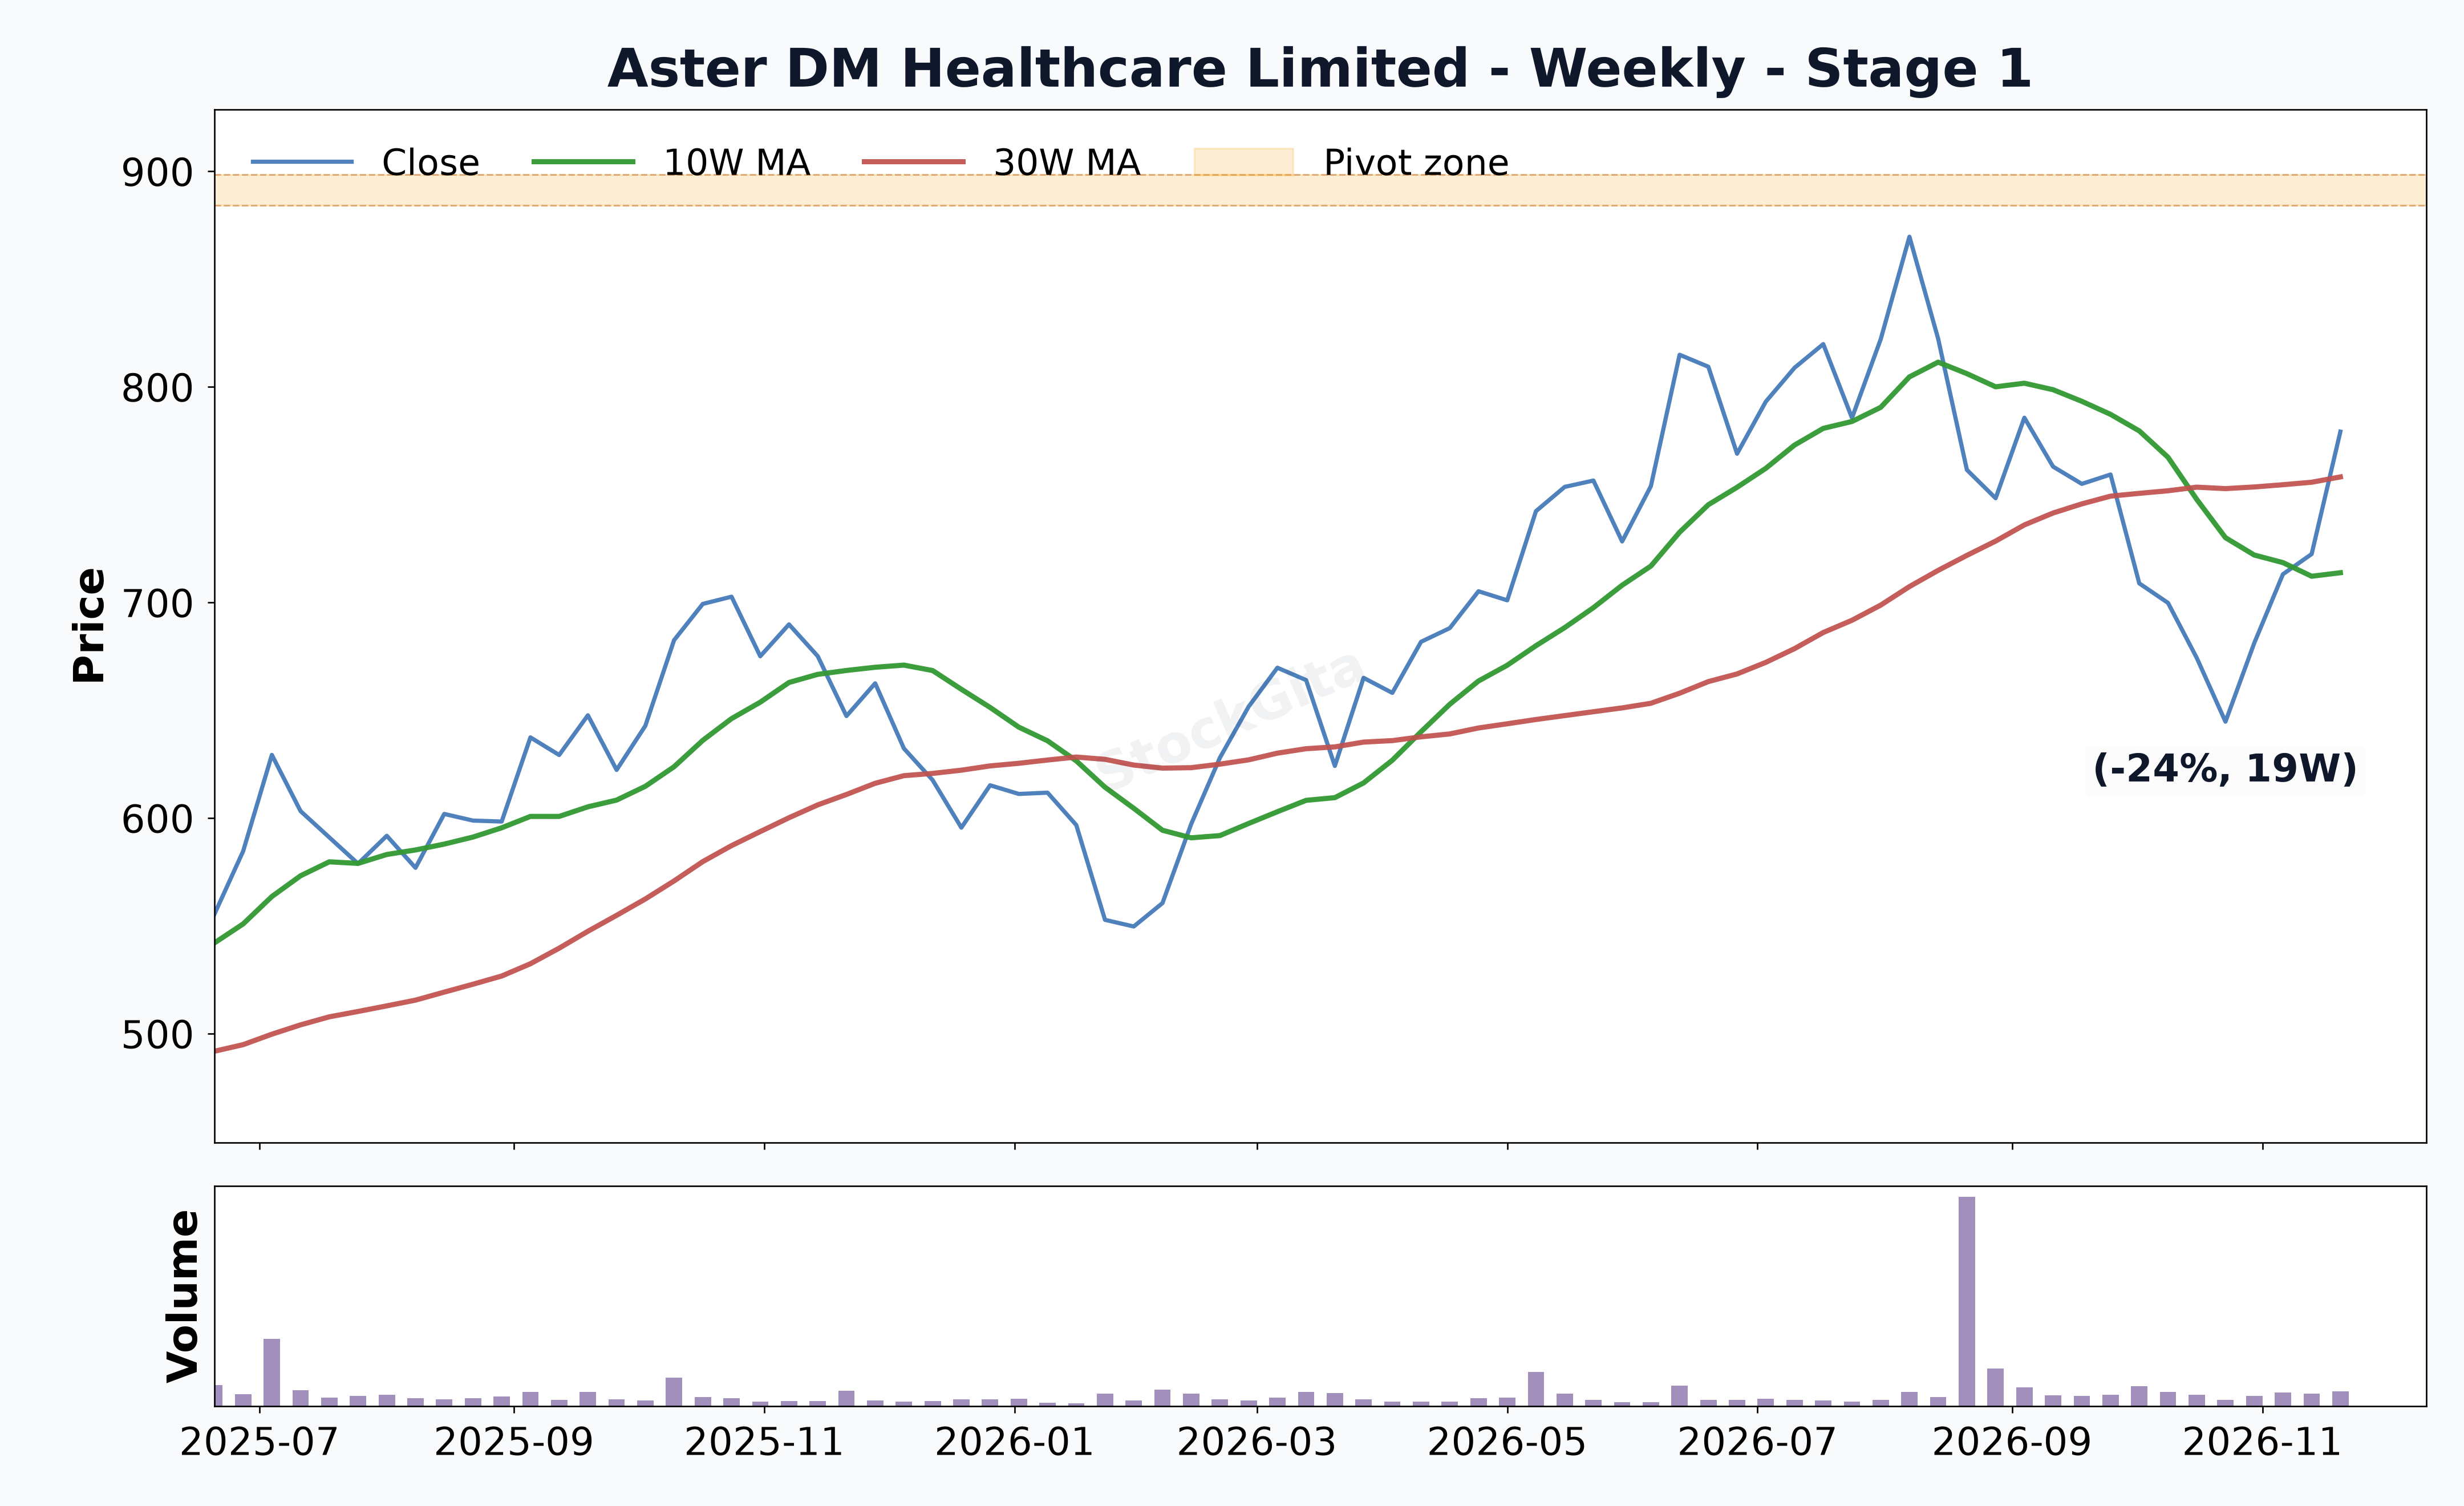 Aster DM Healthcare Limited - Weekly - Stage 1
Close 10W MA 30W MA Pivot zone
900
800
700
600
500
Price
StockGita
(-24%, 19W)
Volume
2025-07 2025-09 2025-11 2026-01 2026-03 2026-05 2026-07 2026-09 2026-11